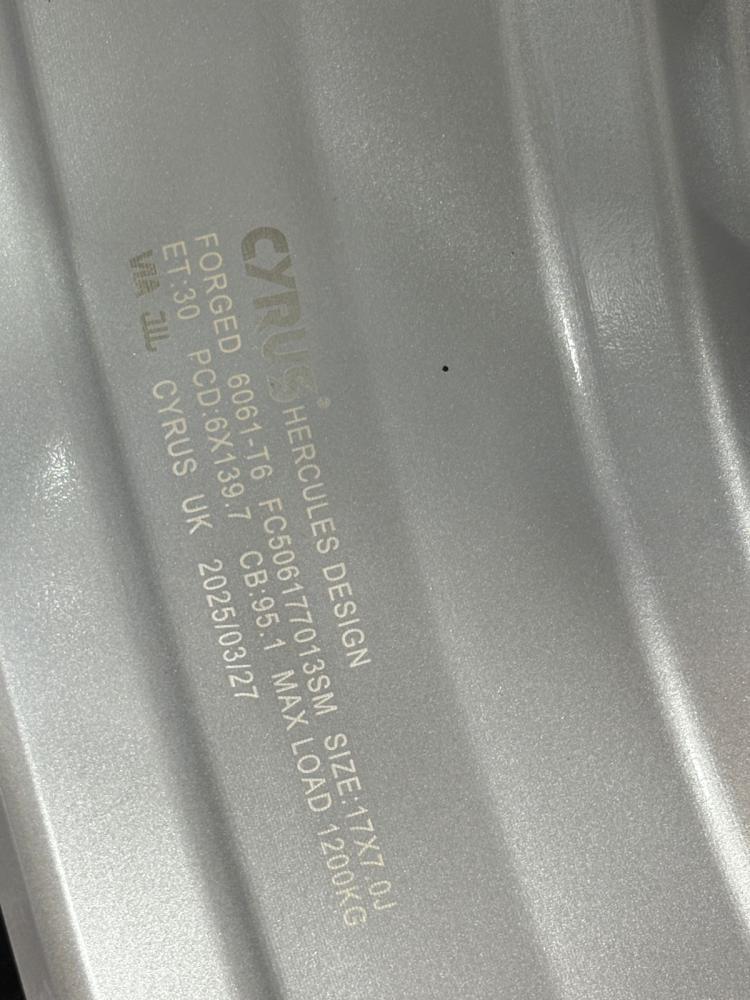 CYRUS® HERCULES DESIGN
FORGED 6061-T6 FC506177013SM SIZE:17X7.0J
ET:30 PCD:6X139.7 CB:95.1 MAX LOAD 1200KG
VIA JWL CYRUS UK 2025/03/27